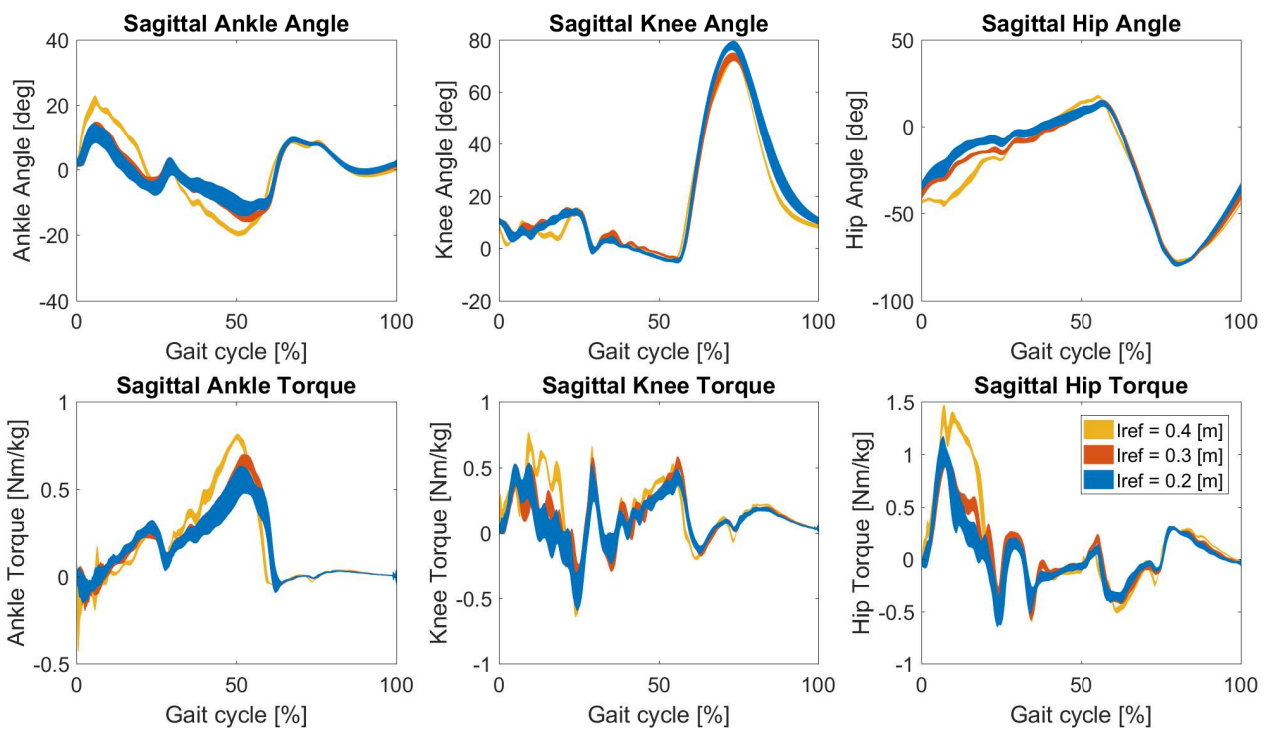 Sagittal Ankle Angle
Ankle Angle [deg]
40
20
0
-20
-40
0 50 100
Gait cycle [%]
Sagittal Knee Angle
Knee Angle [deg]
80
60
40
20
0
-20
0 50 100
Gait cycle [%]
Sagittal Hip Angle
Hip Angle [deg]
50
0
-50
-100
0 50 100
Gait cycle [%]
Sagittal Ankle Torque
Ankle Torque [Nm/kg]
1
0.5
0
-0.5
0 50 100
Gait cycle [%]
Sagittal Knee Torque
Knee Torque [Nm/kg]
1
0.5
0
-0.5
-1
0 50 100
Gait cycle [%]
Sagittal Hip Torque
Hip Torque [Nm/kg]
1.5
1
0.5
0
-0.5
-1
0 50 100
Gait cycle [%]
lref = 0.4 [m]
lref = 0.3 [m]
lref = 0.2 [m]